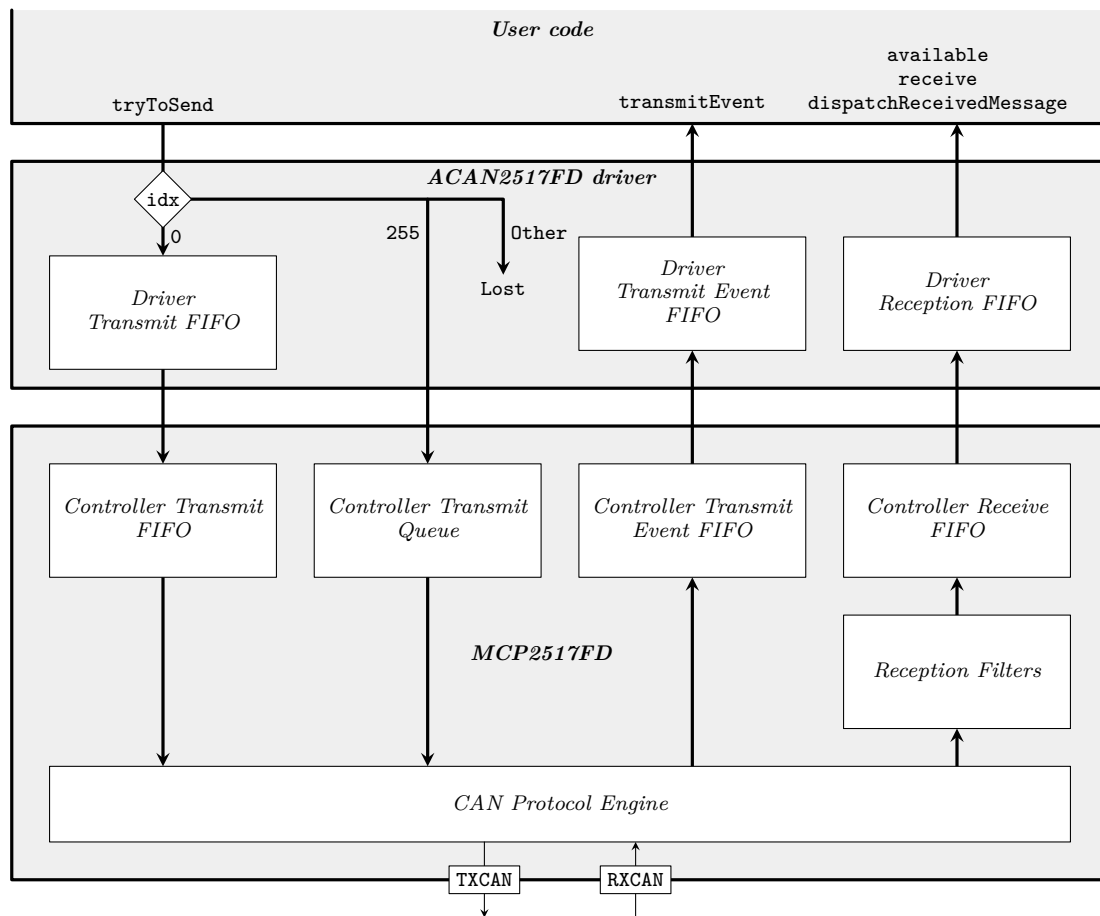 User code
available
receive
tryToSend
transmitEvent
dispatchReceivedMessage
ACAN2517FD driver
idx
0
255
Other
Lost
Driver
Transmit FIFO
Driver
Transmit Event
FIFO
Driver
Reception FIFO
Controller Transmit
FIFO
Controller Transmit
Queue
Controller Transmit
Event FIFO
Controller Receive
FIFO
MCP2517FD
Reception Filters
CAN Protocol Engine
TXCAN
RXCAN